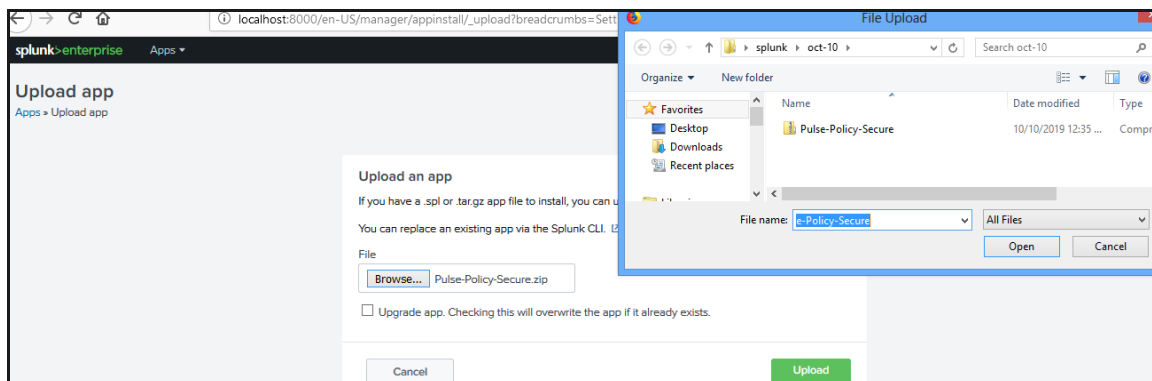 localhost:8000/en-US/manager/appinstall/_upload?breadcrumbs=Sett
splunk>enterprise Apps
Upload app
Apps » Upload app
Upload an app
If you have a .spl or .tar.gz app file to install, you can u
You can replace an existing app via the Splunk CLI.
File
Browse... Pulse-Policy-Secure.zip
Upgrade app. Checking this will overwrite the app if it already exists.
Cancel Upload
File Upload
splunk oct-10 Search oct-10
Organize New folder
Favorites
Desktop
Downloads
Recent places
Name Date modified Type
Pulse-Policy-Secure 10/10/2019 12:35 ... Compr
File name: e-Policy-Secure All Files
Open Cancel